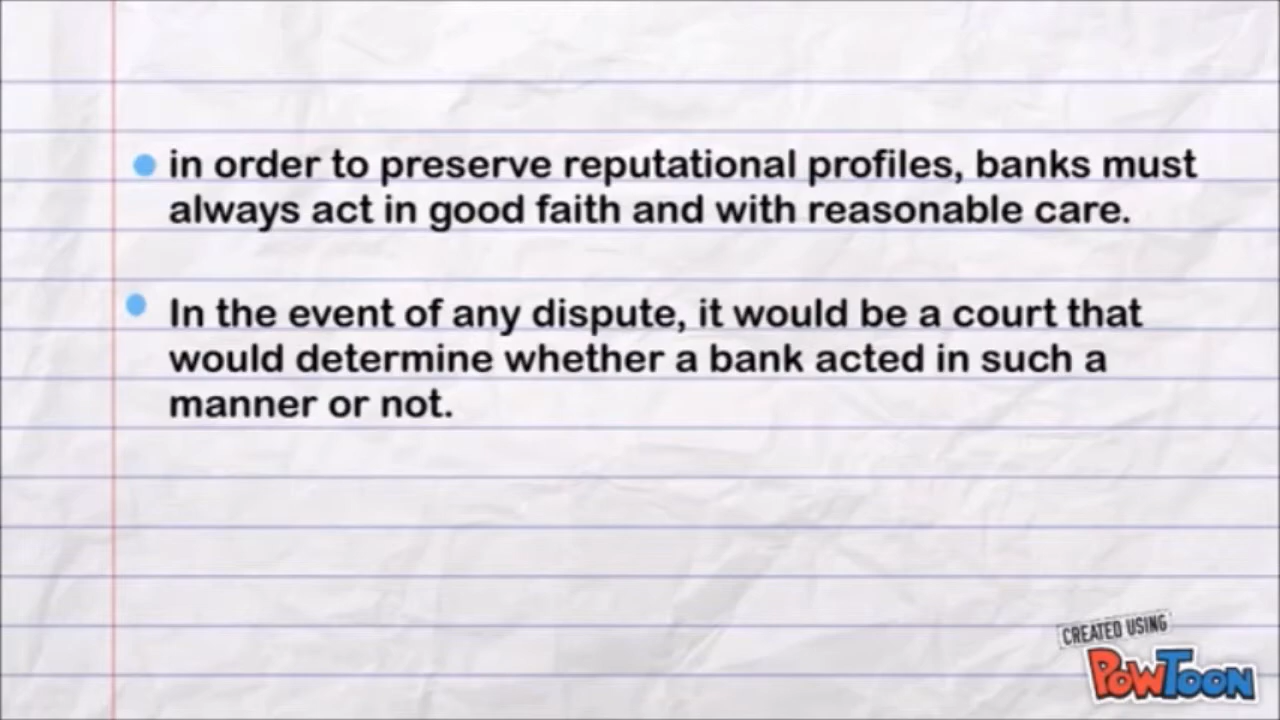 in order to preserve reputational profiles, banks must
always act in good faith and with reasonable care.
In the event of any dispute, it would be a court that
would determine whether a bank acted in such a
manner or not.
CREATED USING
POWTOON